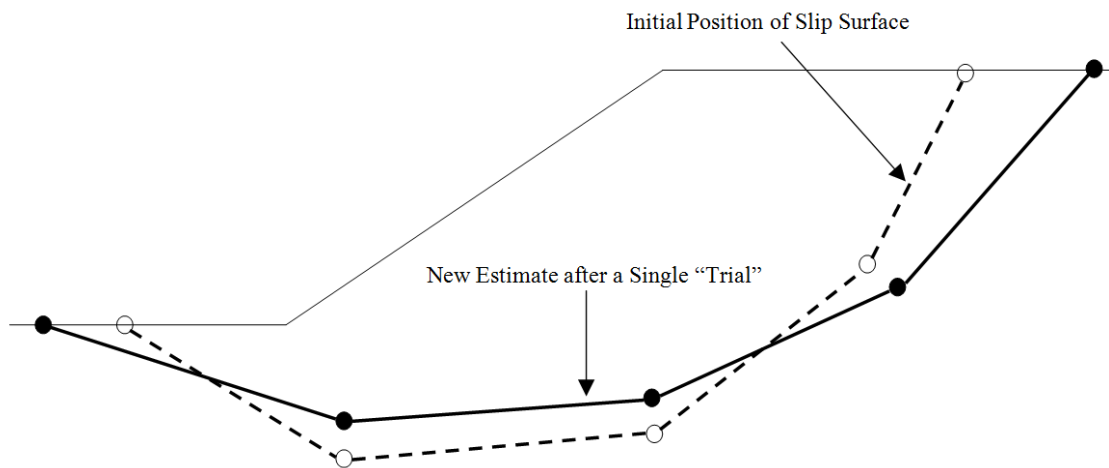 Initial Position of Slip Surface
New Estimate after a Single “Trial”